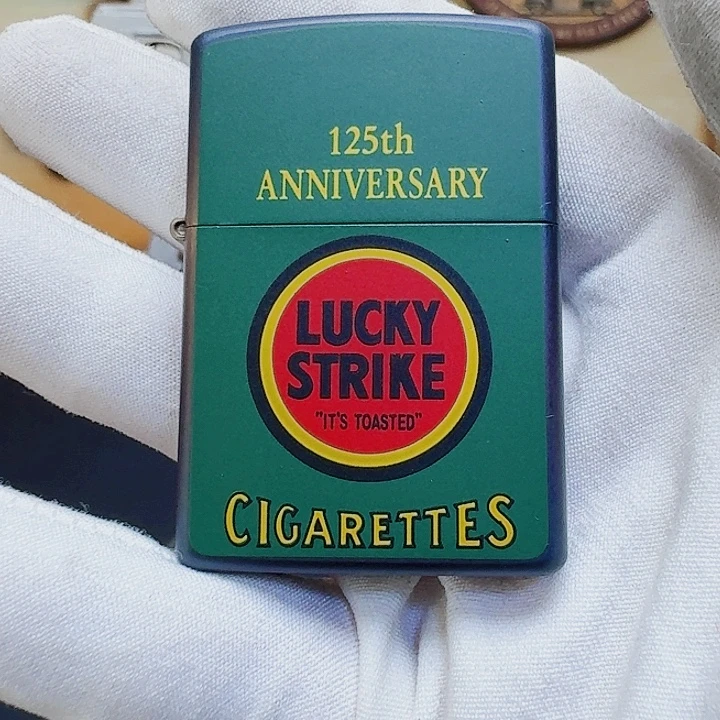 125th
ANNIVERSARY
LUCKY
STRIKE
"IT'S TOASTED"
CIGARETTES